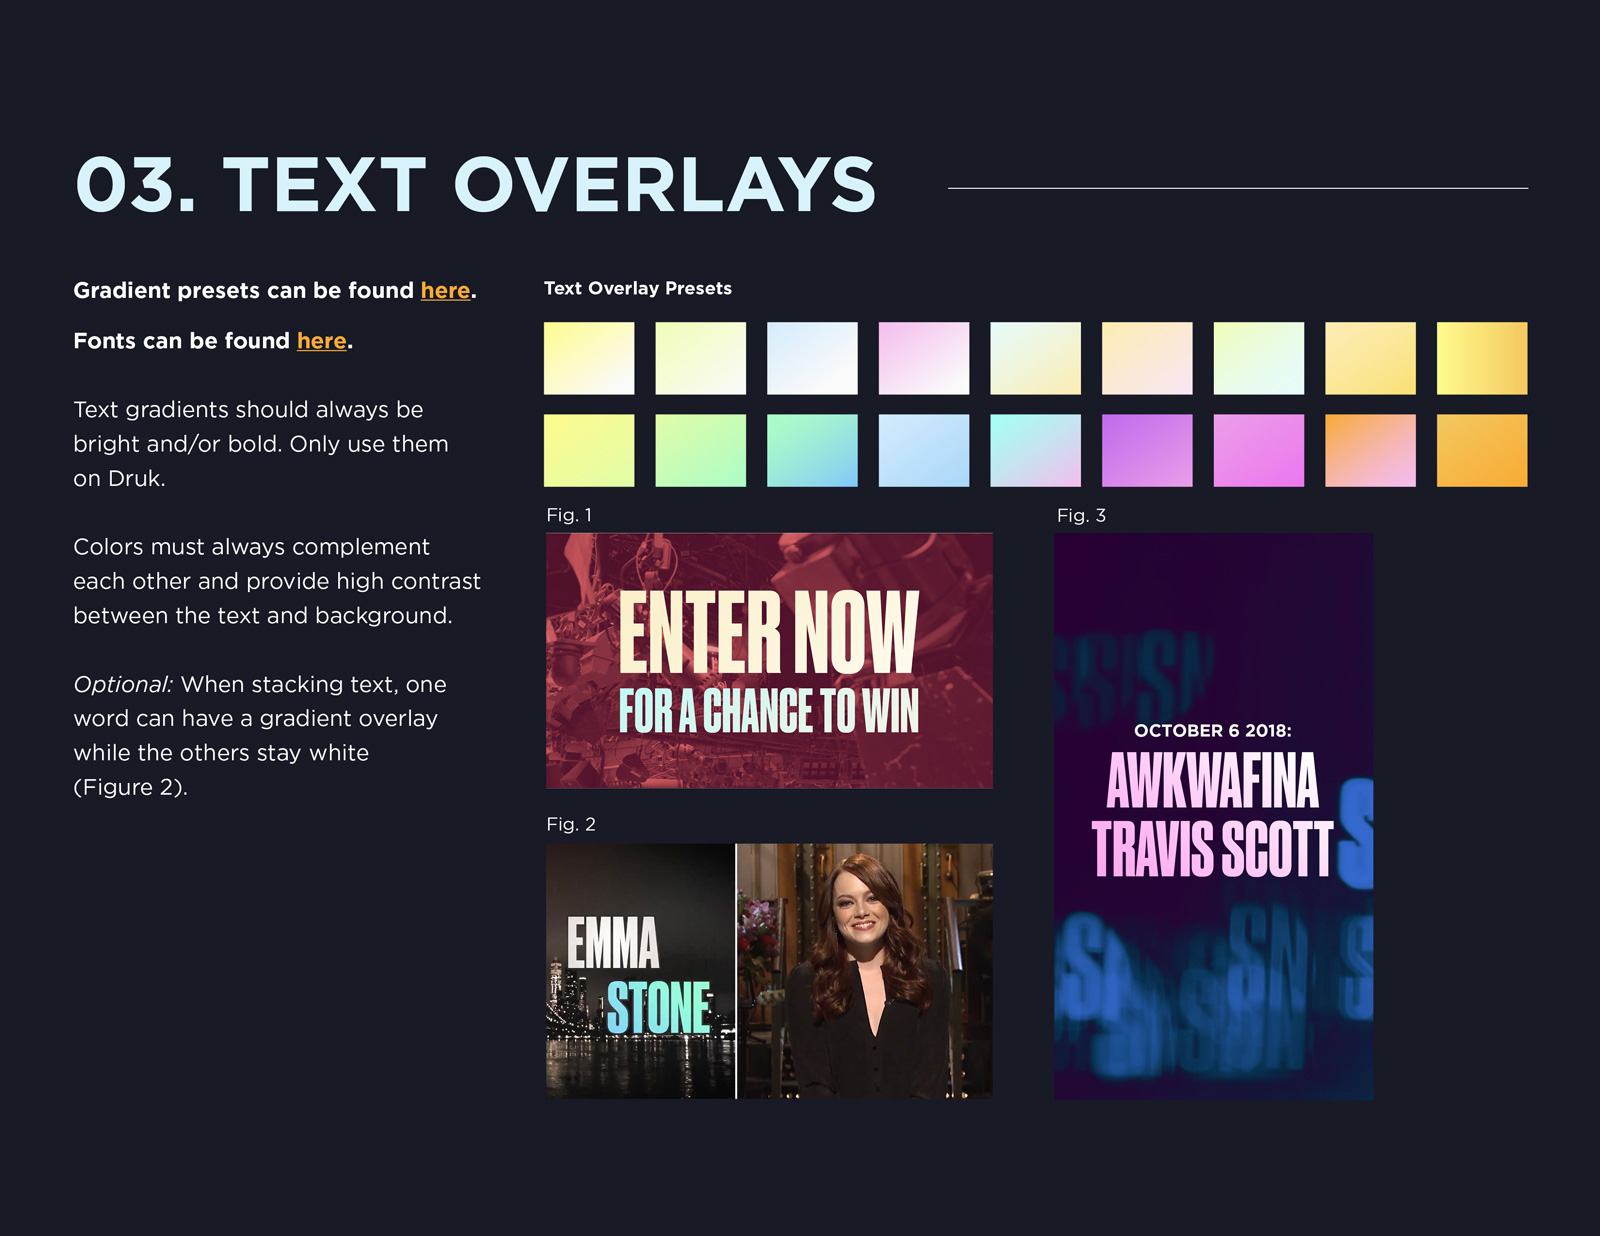 03. TEXT OVERLAYS
Gradient presets can be found here.
Fonts can be found here.
Text gradients should always be
bright and/or bold. Only use them
on Druk.
Colors must always complement
each other and provide high contrast
between the text and background.
Optional: When stacking text, one
word can have a gradient overlay
while the others stay white
(Figure 2).
Text Overlay Presets
Fig. 1
ENTER NOW
FOR A CHANCE TO WIN
Fig. 2
EMMA
STONE
Fig. 3
OCTOBER 6 2018:
AWKWAFINA
TRAVIS SCOTT